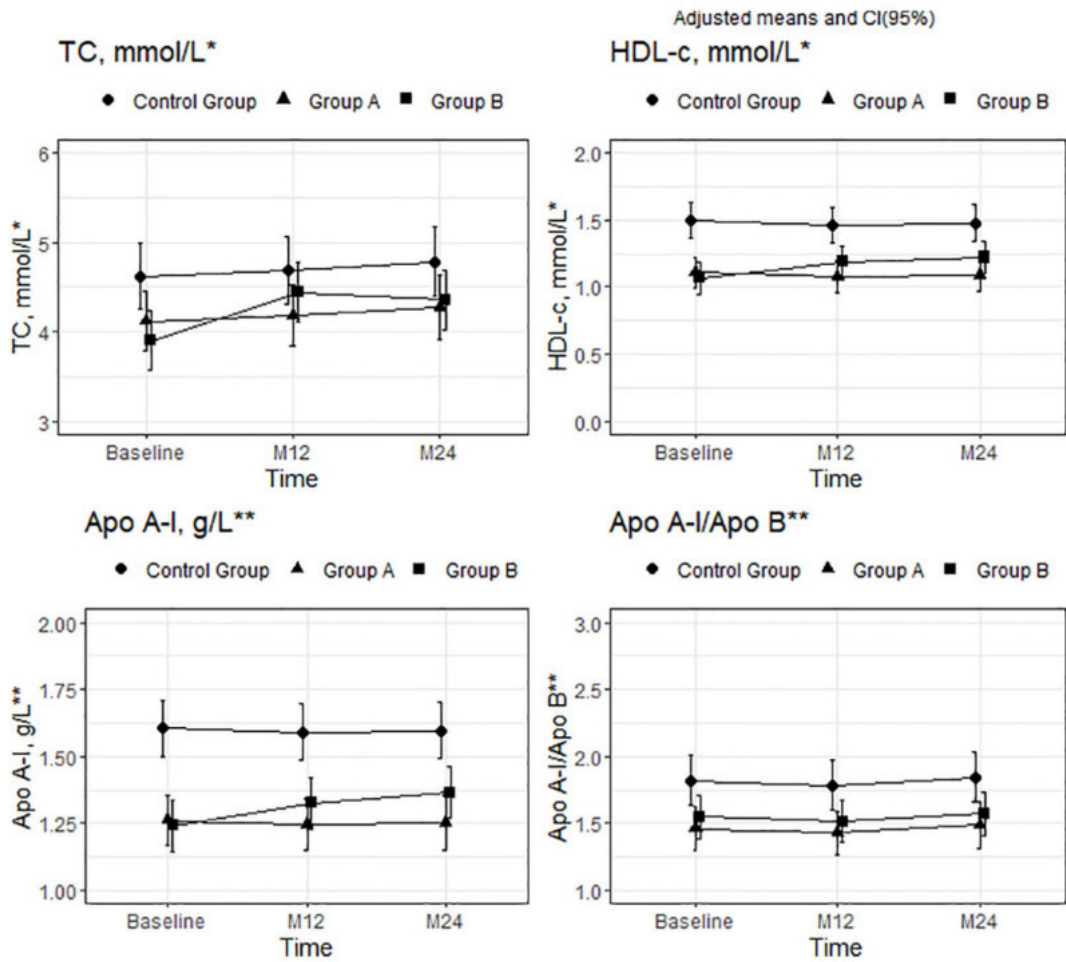 Adjusted means and CI(95%)
TC, mmol/L*
Control Group Group A Group B
TC, mmol/L*
6
5
4
3
Baseline M12 M24
Time
HDL-c, mmol/L*
Control Group Group A Group B
HDL-c, mmol/L*
2.0
1.5
1.0
0.5
0.0
Baseline M12 M24
Time
Apo A-I, g/L**
Control Group Group A Group B
Apo A-I, g/L**
2.00
1.75
1.50
1.25
1.00
Baseline M12 M24
Time
Apo A-I/Apo B**
Control Group Group A Group B
Apo A-I/Apo B**
3.0
2.5
2.0
1.5
1.0
Baseline M12 M24
Time